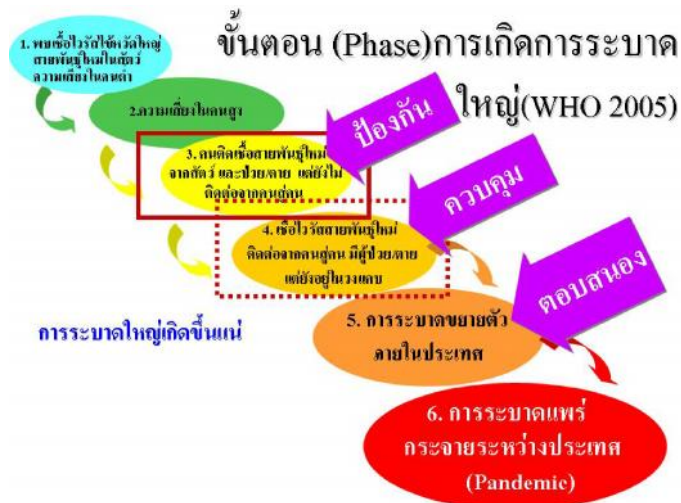 ขั้นตอน (Phase)การเกิดการระบาด
ใหญ่(WHO 2005)
1. พบเชื้อไวรัสไข้หวัดใหญ่
สายพันธุ์ใหม่ในสัตว์
ความเสี่ยงในคนต่ำ
2.ความเสี่ยงในคนสูง
ป้องกัน
3. คนติดเชื้อสายพันธุ์ใหม่
จากสัตว์ และป่วย/ตาย แต่ยังไม่
ติดต่อจากคนสู่คน
ควบคุม
4. เชื้อไวรัสสายพันธุ์ใหม่
ติดต่อจากคนสู่คน มีผู้ป่วย/ตาย
แต่ยังอยู่ในวงแคบ
ตอบสนอง
การระบาดใหญ่เกิดขึ้นแน่
5. การระบาดขยายตัว
ภายในประเทศ
6. การระบาดแพร่
กระจายระหว่างประเทศ
(Pandemic)